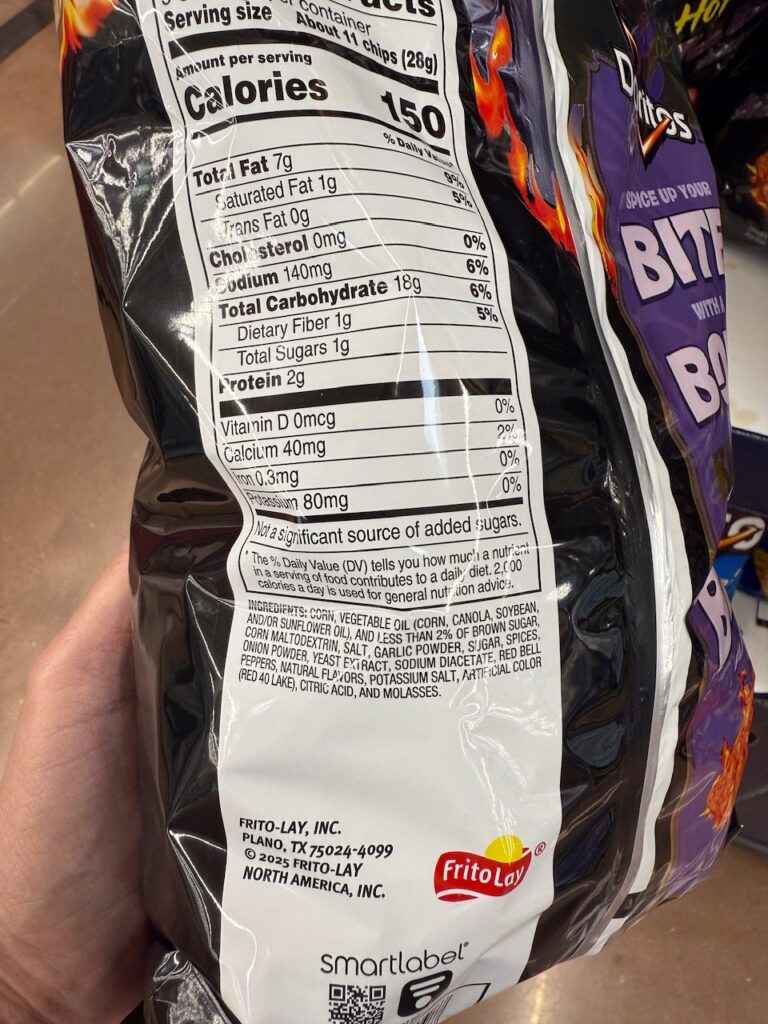 acts
per container
Serving size About 11 chips (28g)
Amount per serving
Calories 150
% Daily Value*
Total Fat 7g 9%
Saturated Fat 1g 5%
Trans Fat 0g
Cholesterol 0mg 0%
Sodium 140mg 6%
Total Carbohydrate 18g 6%
Dietary Fiber 1g 5%
Total Sugars 1g
Protein 2g
Vitamin D 0mcg 0%
Calcium 40mg 2%
Iron 0.3mg 0%
Potassium 80mg 0%
Not a significant source of added sugars.
* The % Daily Value (DV) tells you how much a nutrient
in a serving of food contributes to a daily diet. 2,000
calories a day is used for general nutrition advice.
INGREDIENTS: CORN, VEGETABLE OIL (CORN, CANOLA, SOYBEAN,
AND/OR SUNFLOWER OIL), AND LESS THAN 2% OF BROWN SUGAR,
CORN MALTODEXTRIN, SALT, GARLIC POWDER, SUGAR, SPICES,
ONION POWDER, YEAST EXTRACT, SODIUM DIACETATE, RED BELL
PEPPERS, NATURAL FLAVORS, POTASSIUM SALT, ARTIFICIAL COLOR
(RED 40 LAKE), CITRIC ACID, AND MOLASSES.
FRITO-LAY, INC.
PLANO, TX 75024-4099
© 2025 FRITO-LAY
NORTH AMERICA, INC.
Frito Lay®
smartlabel®
HOT
Doritos
SPICE UP YOUR
BITE
WITH A
BO